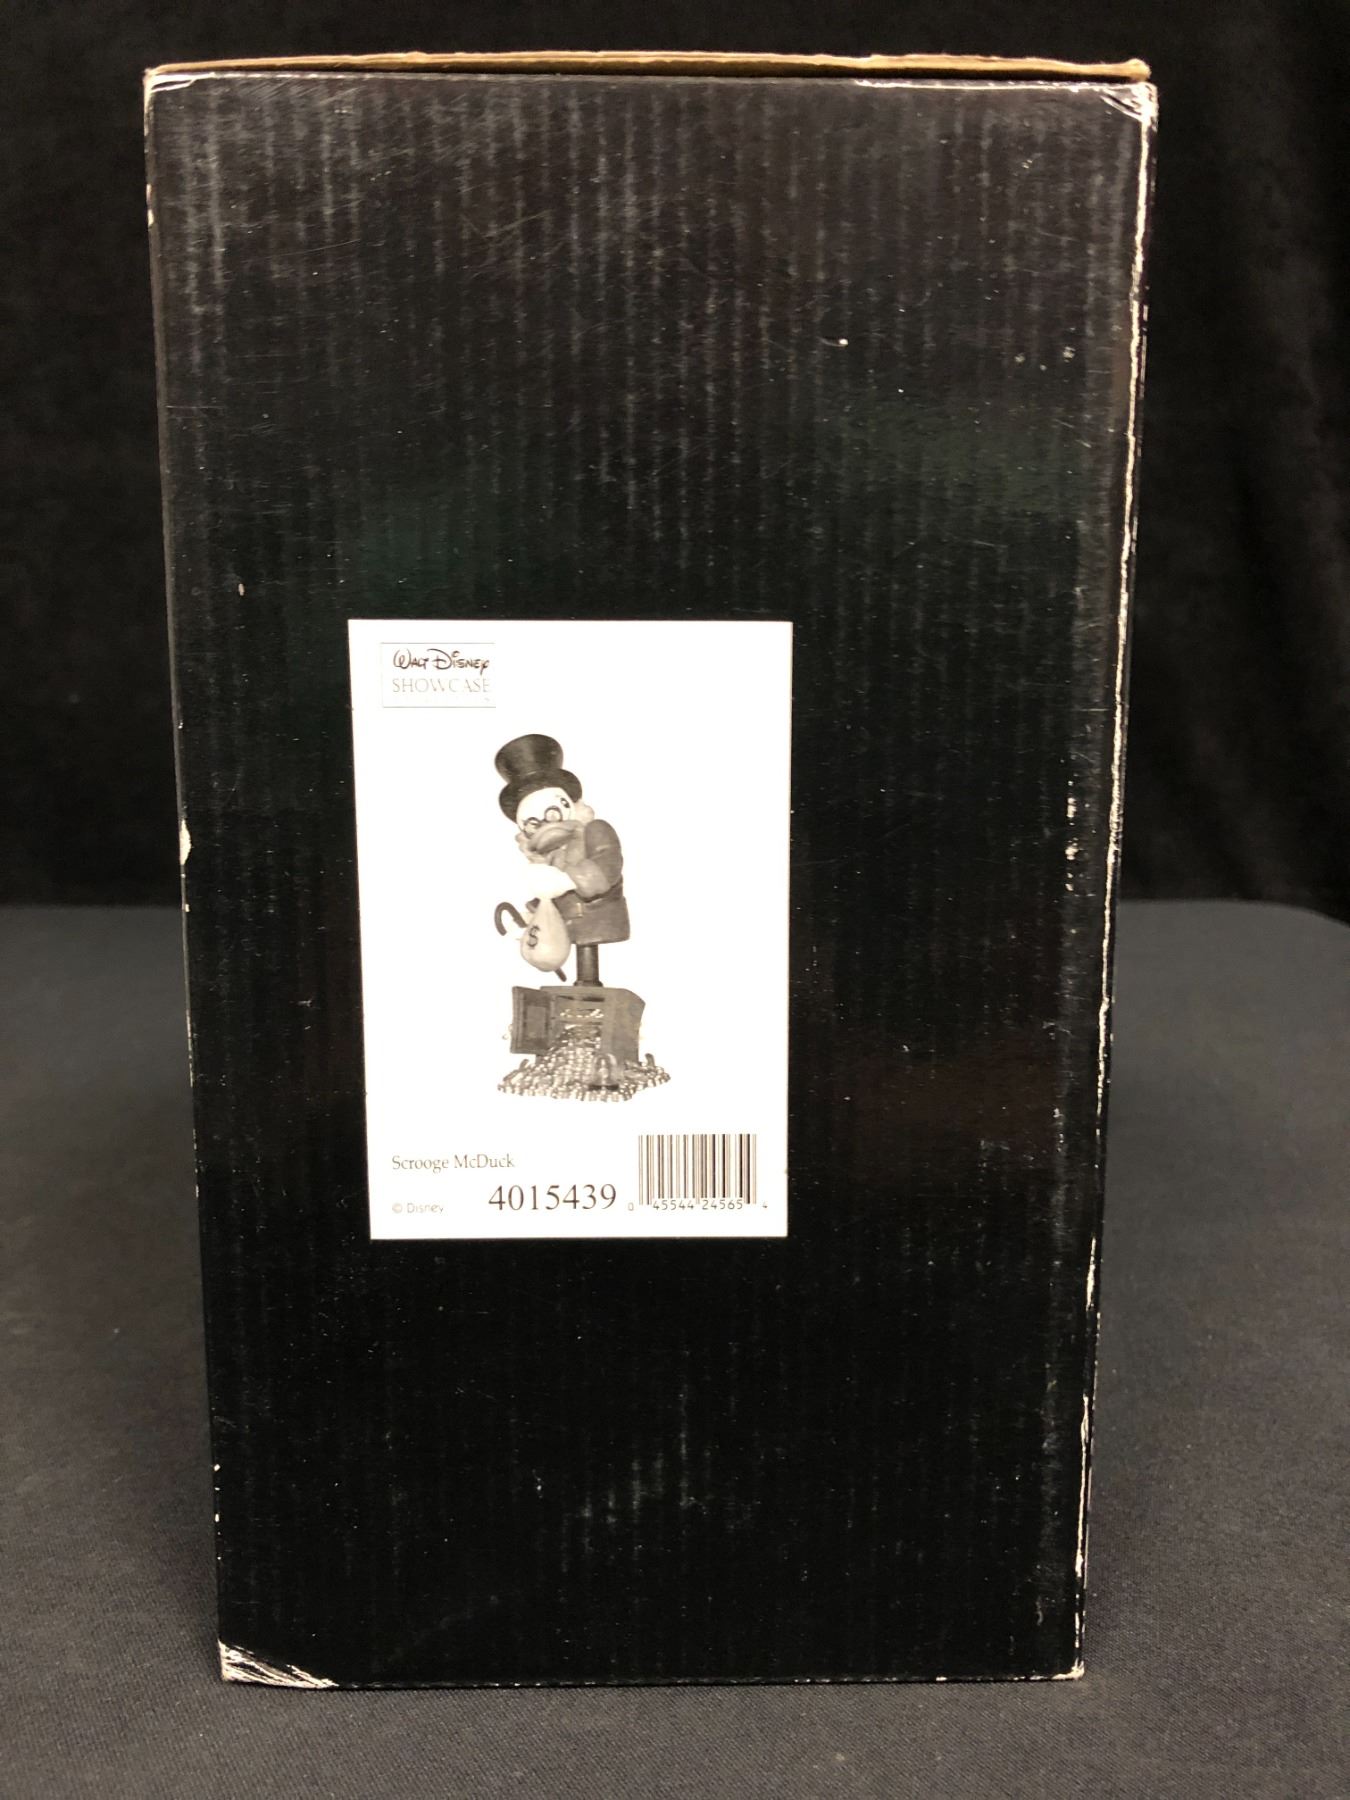 WALT DISNEY
SHOWCASE
$
Scrooge McDuck
© Disney 4015439
0 45544 24565 4